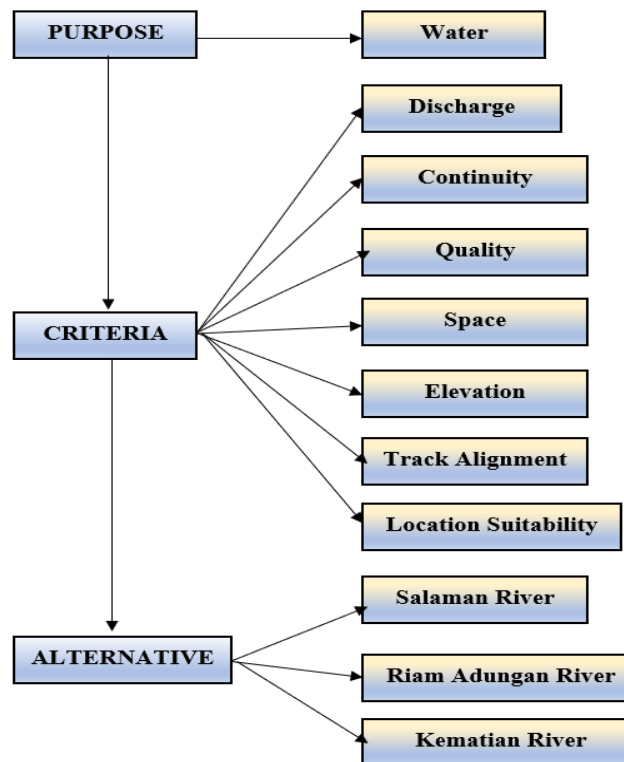 PURPOSE
Water
Discharge
Continuity
Quality
Space
CRITERIA
Elevation
Track Alignment
Location Suitability
Salaman River
ALTERNATIVE
Riam Adungan River
Kematian River